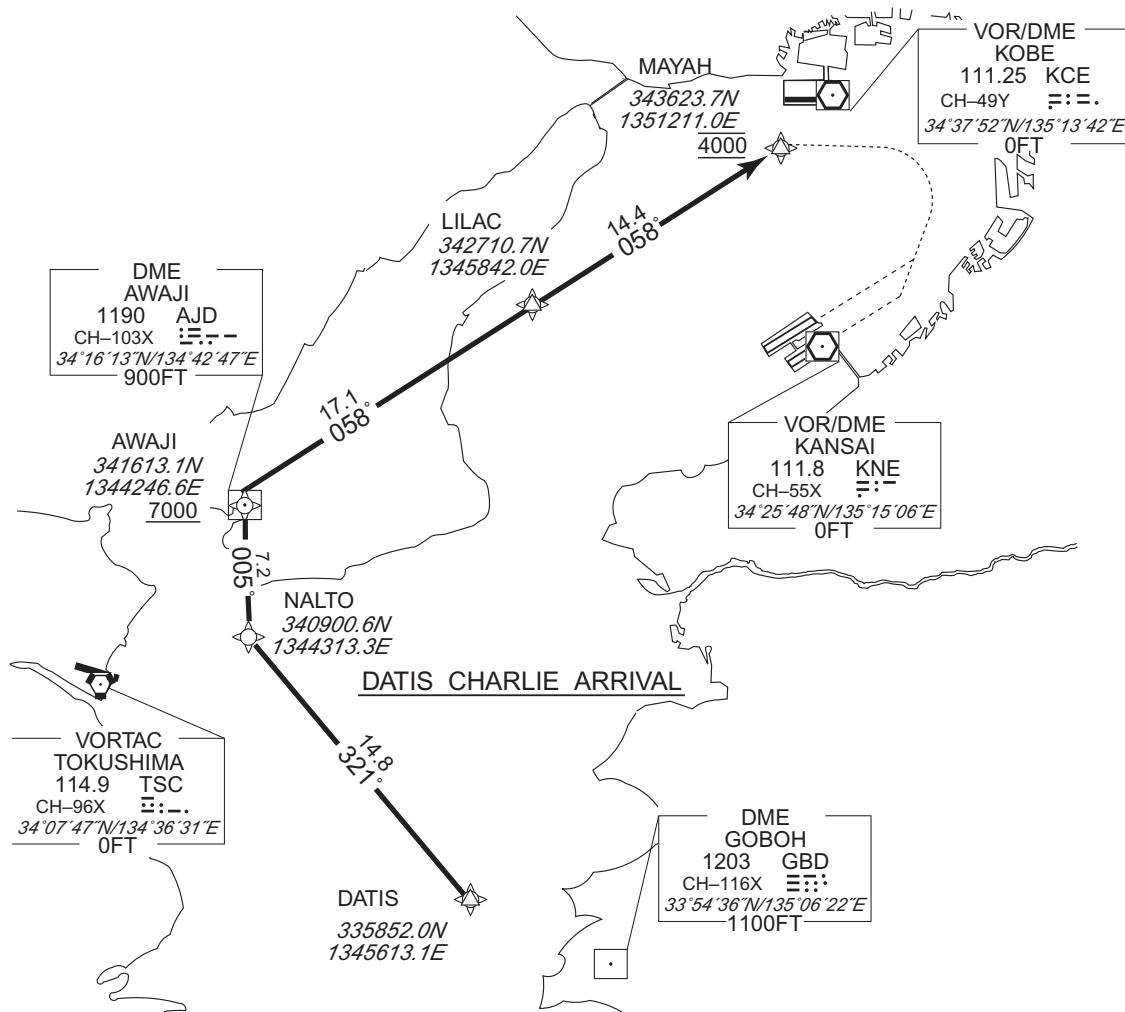 VOR/DME
KOBE
111.25 KCE
CH–49Y
34°37´52˝N/135°13´42˝E
0FT
MAYAH
343623.7N
1351211.0E
4000
14.4
058°
LILAC
342710.7N
1345842.0E
DME
AWAJI
1190 AJD
CH–103X
34°16´13˝N/134°42´47˝E
900FT
17.1
058°
AWAJI
341613.1N
1344246.6E
7000
VOR/DME
KANSAI
111.8 KNE
CH–55X
34°25´48˝N/135°15´06˝E
0FT
7.2
005°
NALTO
340900.6N
1344313.3E
DATIS CHARLIE ARRIVAL
VORTAC
TOKUSHIMA
114.9 TSC
CH–96X
34°07´47˝N/134°36´31˝E
0FT
14.8
321°
DME
GOBOH
1203 GBD
CH–116X
33°54´36˝N/135°06´22˝E
1100FT
DATIS
335852.0N
1345613.1E